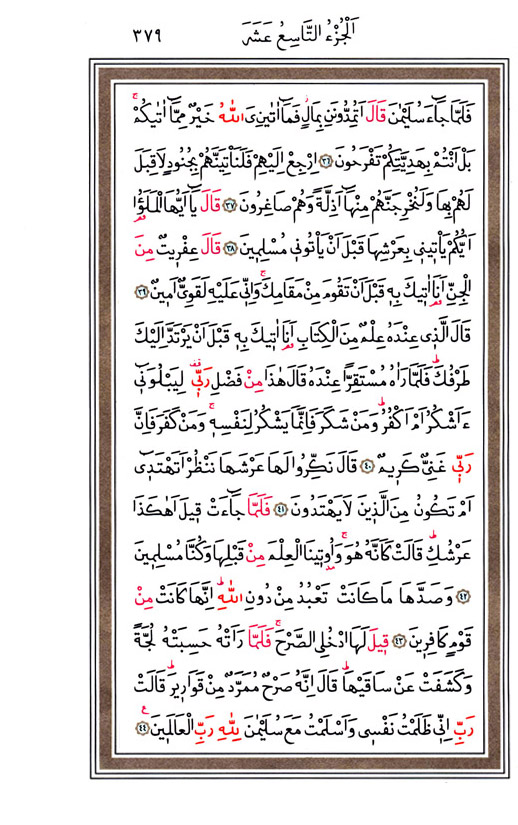 اَلْجُزْءُ التَّاسِعُ عَشَرَ ٣٧٩
فَلَمَّا جَٓاءَ سُلَيْمٰنَ قَالَ اَتُمِدُّونَنِ بِمَالٍۘ فَمَٓا اٰتٰينِيَ اللّٰهُ خَيْرٌ مِمَّٓا اٰتٰيكُمْۚ
بَلْ اَنْتُمْ بِهَدِيَّتِكُمْ تَفْرَحُونَ ﴿٣٦﴾ اِرْجِعْ اِلَيْهِمْ فَلَنَأْتِيَنَّهُمْ بِجُنُودٍ لَا قِبَلَ
لَهُمْ بِهَا وَلَنُخْرِجَنَّهُمْ مِنْهَٓا اَذِلَّةً وَهُمْ صَاغِرُونَ ﴿٣٧﴾ قَالَ يَٓا اَيُّهَا الْمَلَؤُ۬ا
اَيُّكُمْ يَأْت۪ين۪ي بِعَرْشِهَا قَبْلَ اَنْ يَأْتُون۪ي مُسْلِم۪ينَ ﴿٣٨﴾ قَالَ عِفْر۪يتٌ مِنَ
الْجِنِّ اَنَا۬ اٰت۪يكَ بِه۪ قَبْلَ اَنْ تَقُومَ مِنْ مَقَامِكَۚ وَاِنّ۪ي عَلَيْهِ لَقَوِيٌّ اَم۪ينٌ ﴿٣٩﴾
قَالَ الَّذ۪ي عِنْدَهُ عِلْمٌ مِنَ الْكِتَابِ اَنَا۬ اٰت۪يكَ بِه۪ قَبْلَ اَنْ يَرْتَدَّ اِلَيْكَ
طَرْفُكَۜ فَلَمَّا رَاٰهُ مُسْتَقِرًّا عِنْدَهُ قَالَ هٰذَا مِنْ فَضْلِ رَبّ۪ي۠ لِيَبْلُوَن۪ٓي
ءَاَشْكُرُ اَمْ اَكْفُرُۜ وَمَنْ شَكَرَ فَاِنَّمَا يَشْكُرُ لِنَفْسِه۪ۚ وَمَنْ كَفَرَ فَاِنَّ
رَبّ۪ي غَنِيٌّ كَر۪يمٌ ﴿٤٠﴾ قَالَ نَكِّرُوا لَهَا عَرْشَهَا نَنْظُرْ اَتَهْتَد۪ٓي
اَمْ تَكُونُ مِنَ الَّذ۪ينَ لَا يَهْتَدُونَ ﴿٤١﴾ فَلَمَّا جَٓاءَتْ ق۪يلَ اَهٰكَذَا
عَرْشُكِۜ قَالَتْ كَاَنَّهُ هُوَۚ وَاُو۫ت۪ينَا الْعِلْمَ مِنْ قَبْلِهَا وَكُنَّا مُسْلِم۪ينَ
﴿٤٢﴾ وَصَدَّهَا مَا كَانَتْ تَعْبُدُ مِنْ دُونِ اللّٰهِۜ اِنَّهَا كَانَتْ مِنْ
قَوْمٍ كَافِر۪ينَ ﴿٤٣﴾ ق۪يلَ لَهَا ادْخُلِي الصَّرْحَۚ فَلَمَّا رَاَتْهُ حَسِبَتْهُ لُجَّةً
وَكَشَفَتْ عَنْ سَاقَيْهَاۜ قَالَ اِنَّهُ صَرْحٌ مُمَرَّدٌ مِنْ قَوَار۪يرَۜ قَالَتْ
رَبِّ اِنّ۪ي ظَلَمْتُ نَفْس۪ي وَاَسْلَمْتُ مَعَ سُلَيْمٰنَ لِلّٰهِ رَبِّ الْعَالَم۪ينَ ﴿٤٤﴾ ع